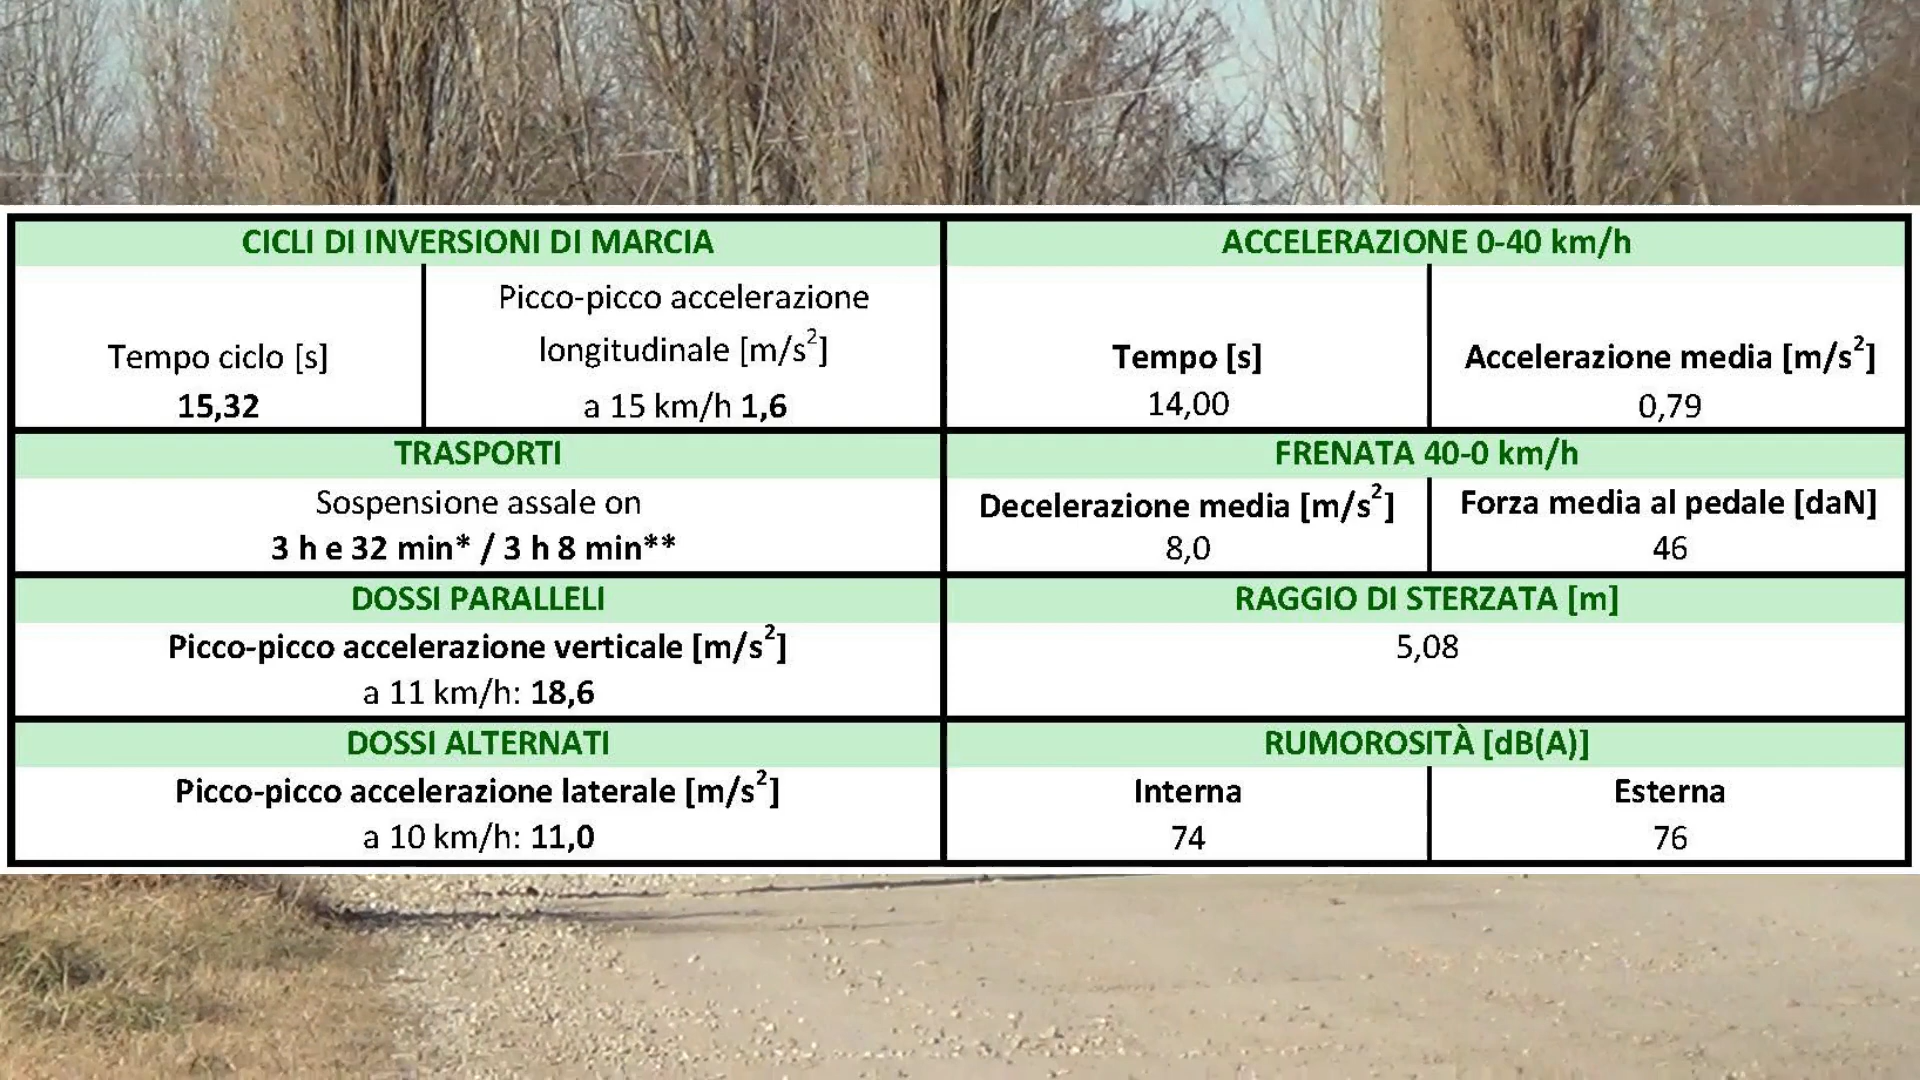 CICLI DI INVERSIONI DI MARCIA
Tempo ciclo [s]
15,32
Picco-picco accelerazione
longitudinale [m/s²]
a 15 km/h 1,6
ACCELERAZIONE 0-40 km/h
Tempo [s]
14,00
Accelerazione media [m/s²]
0,79
TRASPORTI
Sospensione assale on
3 h e 32 min* / 3 h 8 min**
FRENATA 40-0 km/h
Decelerazione media [m/s²]
8,0
Forza media al pedale [daN]
46
DOSSI PARALLELI
Picco-picco accelerazione verticale [m/s²]
a 11 km/h: 18,6
RAGGIO DI STERZATA [m]
5,08
DOSSI ALTERNATI
Picco-picco accelerazione laterale [m/s²]
a 10 km/h: 11,0
RUMOROSITÀ [dB(A)]
Interna
74
Esterna
76